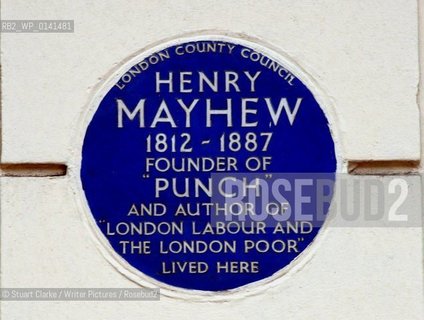 RB2_WP_0141481
LONDON COUNTY COUNCIL
HENRY
MAYHEW
1812 - 1887
FOUNDER OF
"PUNCH"
AND AUTHOR OF
"LONDON LABOUR AND
THE LONDON POOR"
LIVED HERE
ROSEBUD2
© Stuart Clarke / Writer Pictures / Rosebud2